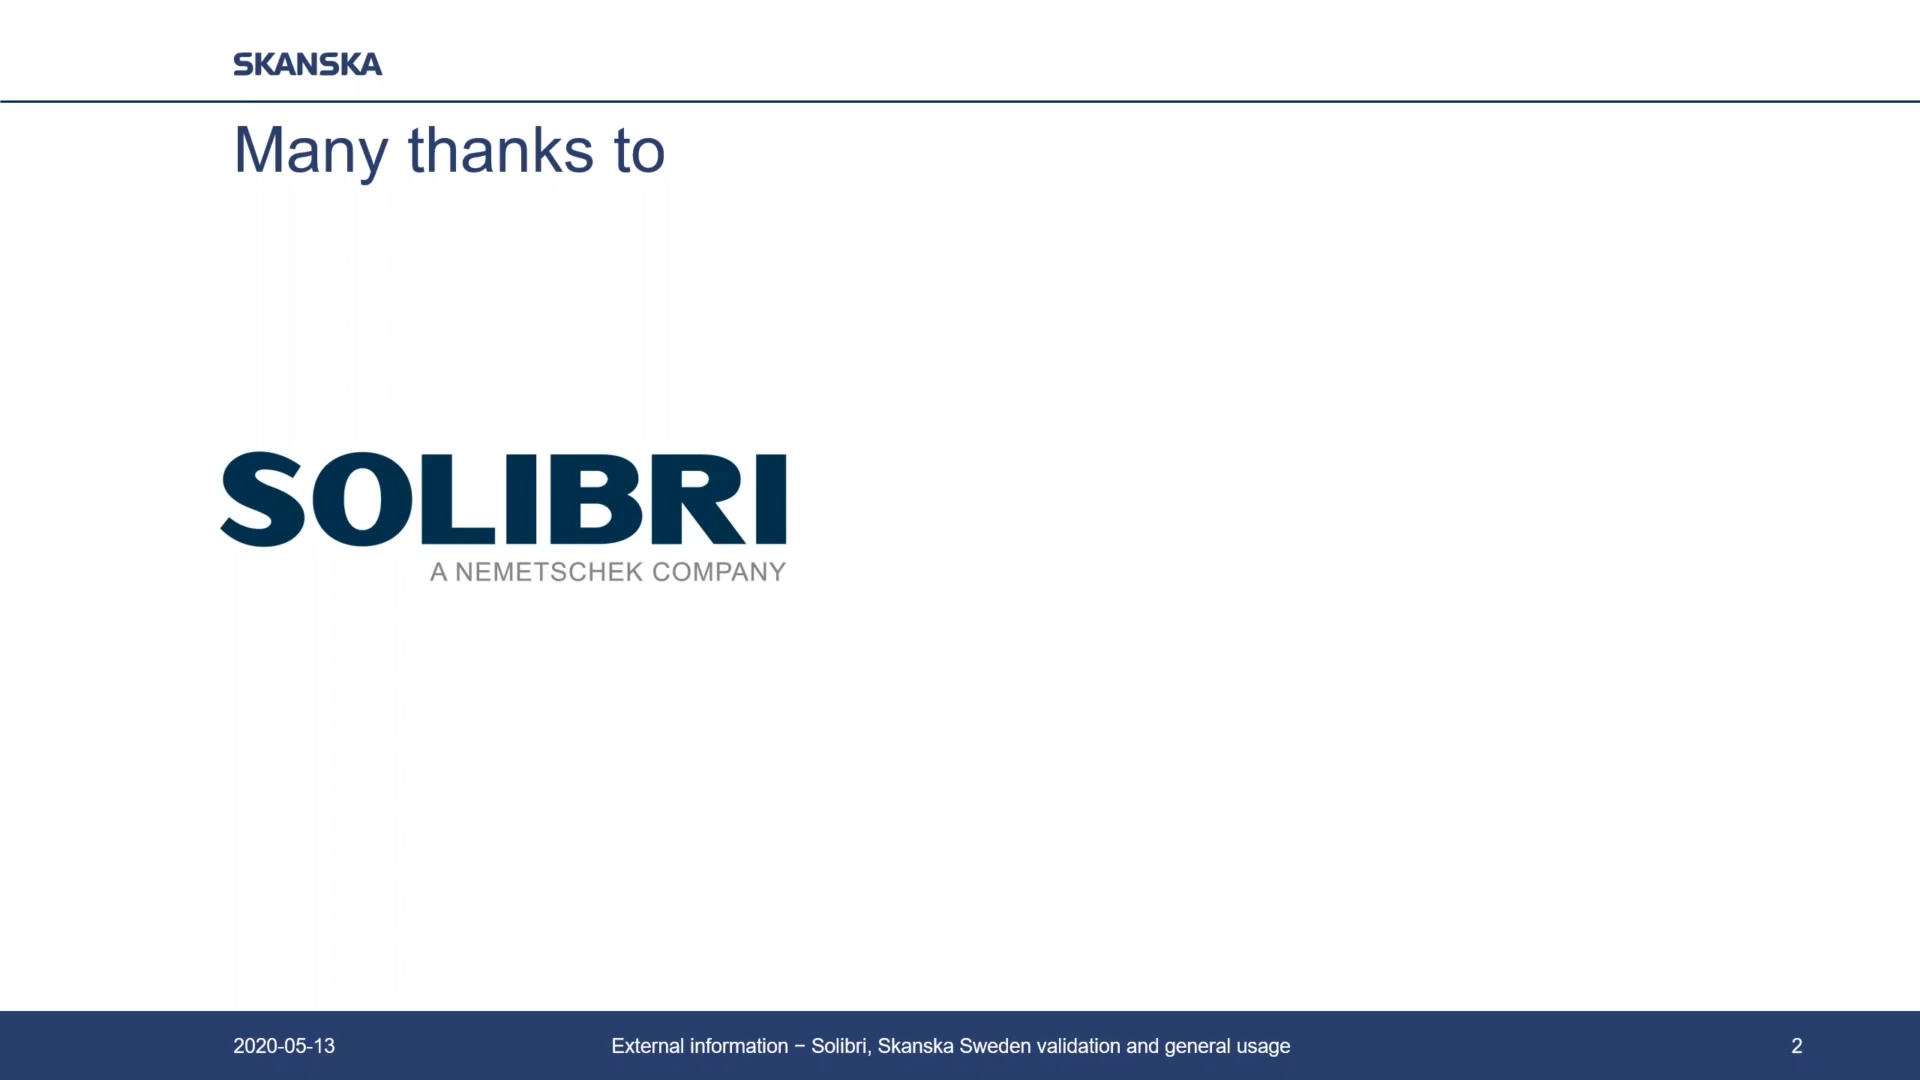 SKANSKA
Many thanks to
SOLIBRI
A NEMETSCHEK COMPANY
2020-05-13
External information − Solibri, Skanska Sweden validation and general usage
2